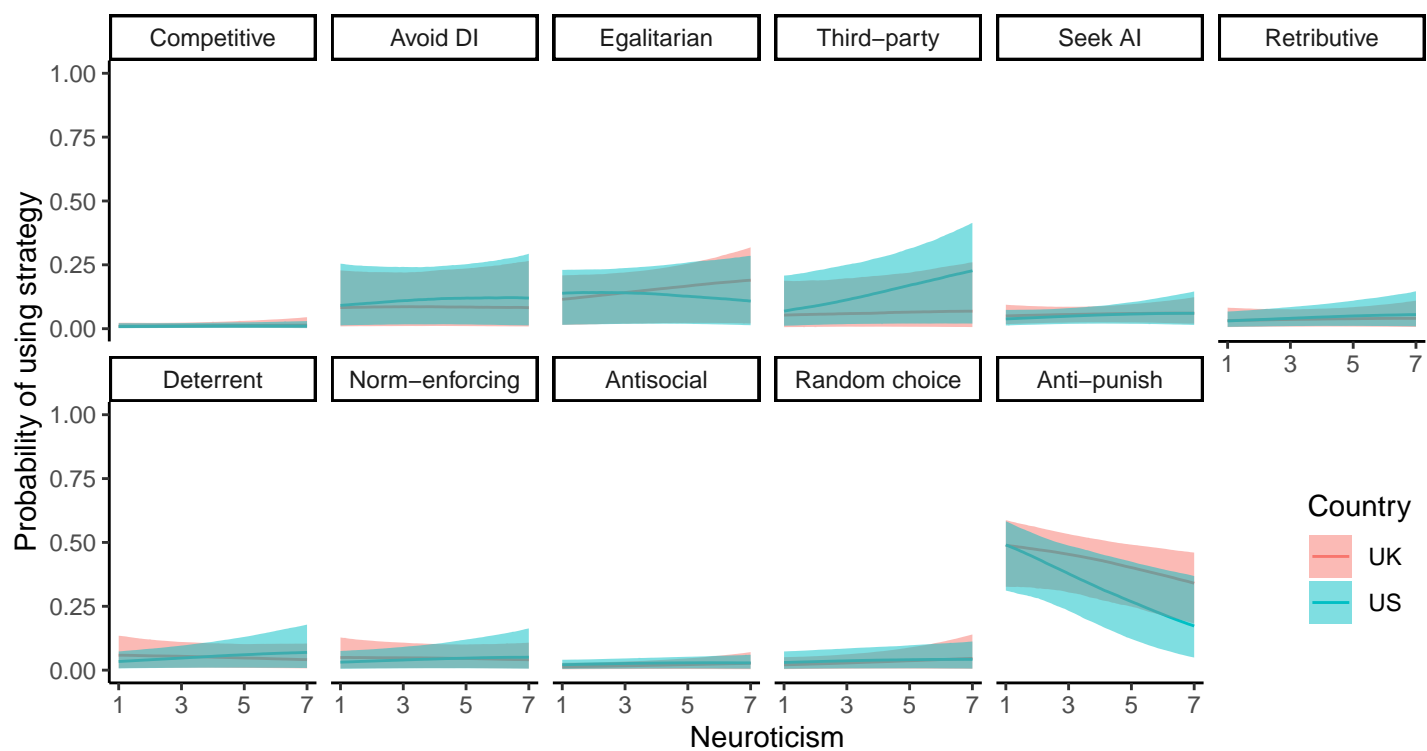 Competitive Avoid DI Egalitarian Third−party Seek AI Retributive
1.00
0.75
0.50
0.25
0.00
1 3 5 7
Deterrent Norm−enforcing Antisocial Random choice Anti−punish
1.00
0.75
0.50
0.25
0.00
1 3 5 7 1 3 5 7 1 3 5 7 1 3 5 7 1 3 5 7
Neuroticism
Probability of using strategy
Country
UK
US